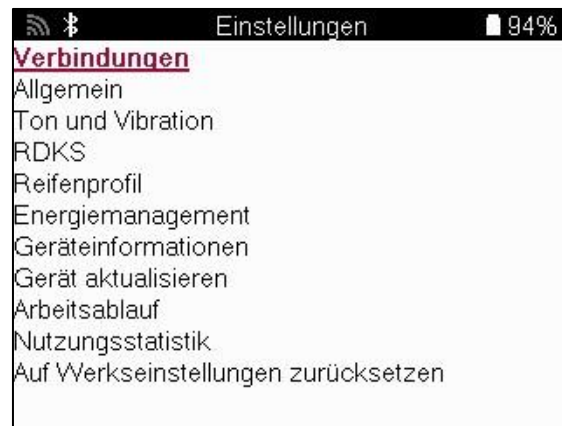 Einstellungen 94%
Verbindungen
Allgemein
Ton und Vibration
RDKS
Reifenprofil
Energiemanagement
Geräteinformationen
Gerät aktualisieren
Arbeitsablauf
Nutzungsstatistik
Auf Werkseinstellungen zurücksetzen